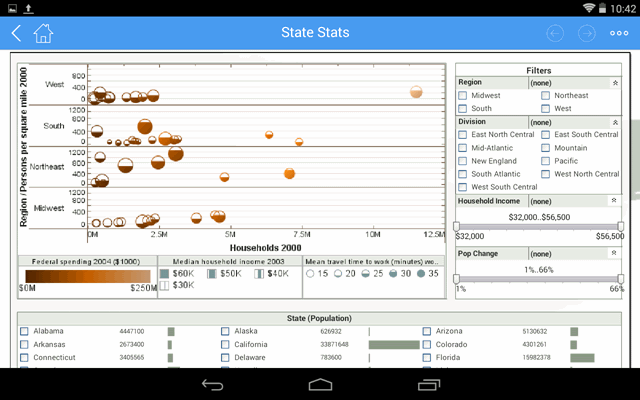 10:42
State Stats
Region /Persons per square mile 2000
West
800
400
0
South
1200
800
400
0
Northeast
1200
800
400
0
Midwest
1200
800
400
0
0M
2.5M
5M
7.5M
10M
12.5M
Households 2000
Federal spending 2004 ($1000)
$0M
$250M
Median household income 2003
$60K
$50K
$40K
$30K
Mean travel time to work (minutes) wo...
15
20
25
30
35
Filters
Region
(none)
Midwest
Northeast
South
West
Division
(none)
East North Central
East South Central
Mid-Atlantic
Mountain
New England
Pacific
South Atlantic
West North Central
West South Central
Household Income
(none)
$32,000..$56,500
$32,000
$56,500
Pop Change
(none)
1%..66%
1%
66%
State (Population)
Alabama 4447100
Alaska 626932
Arizona 5130632
Arkansas 2673400
California 33871648
Colorado 4301261
Connecticut 3405565
Delaware 783600
Florida 15982378